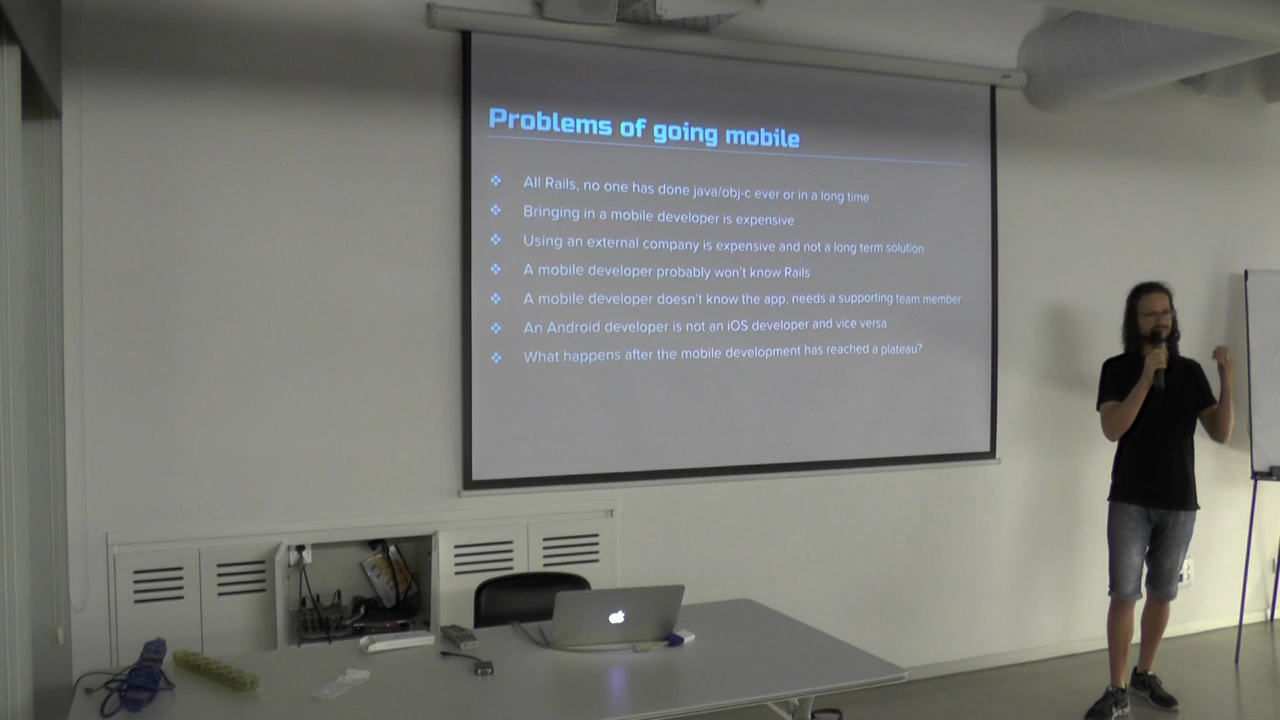 Problems of going mobile
All Rails, no one has done java/obj-c ever or in a long time
Bringing in a mobile developer is expensive
Using an external company is expensive and not a long term solution
A mobile developer probably won't know Rails
A mobile developer doesn't know the app, needs a supporting team member
An Android developer is not an iOS developer and vice versa
What happens after the mobile development has reached a plateau?